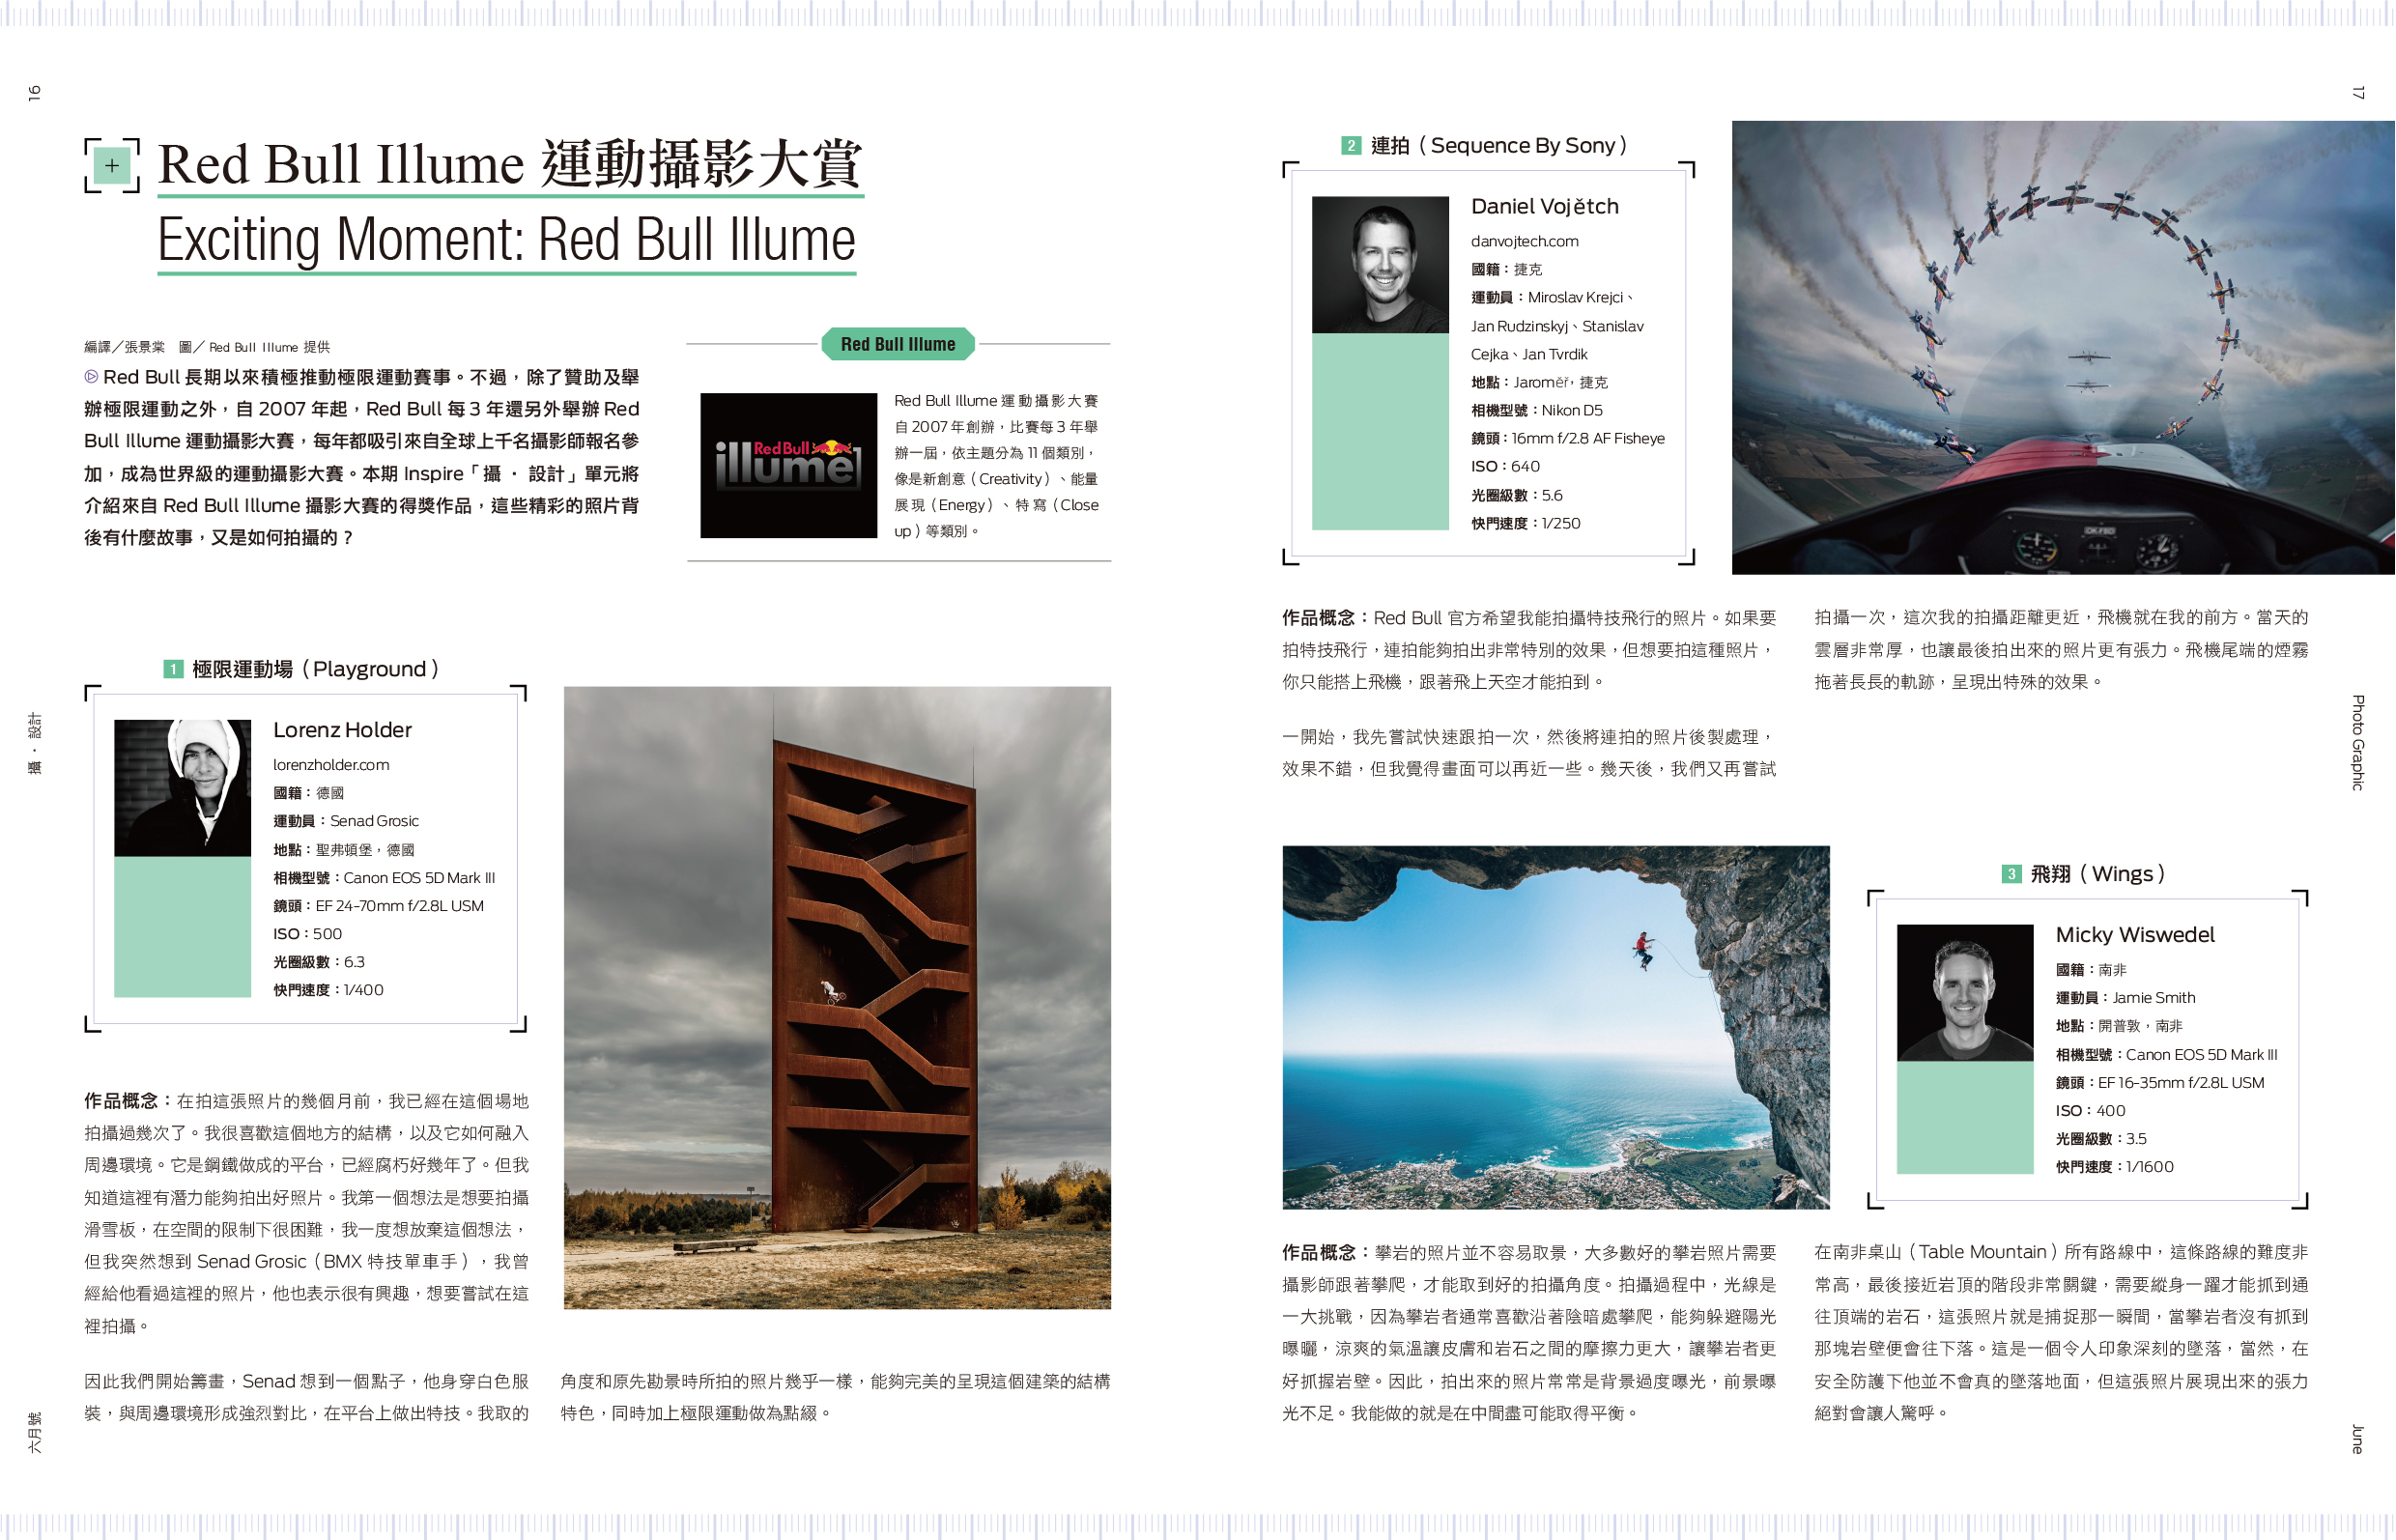 16
Red Bull Illume 運動攝影大賞
Exciting Moment: Red Bull Illume
編譯／張景棠　圖／Red Bull Illume 提供
Red Bull 長期以來積極推動極限運動賽事。不過，除了贊助及舉
辦極限運動之外，自 2007 年起，Red Bull 每 3 年還另外舉辦 Red
Bull Illume 運動攝影大賽，每年都吸引來自全球上千名攝影師報名參
加，成為世界級的運動攝影大賽。本期 Inspire「攝・設計」單元將
介紹來自 Red Bull Illume 攝影大賽的得獎作品，這些精彩的照片背
後有什麼故事，又是如何拍攝的？
Red Bull Illume
Red Bull
illume
Red Bull Illume 運動攝影大賽
自 2007 年創辦，比賽每 3 年舉
辦一屆，依主題分為 11 個類別，
像是新創意（Creativity）、能量
展現（Energy）、特寫（Close
up）等類別。
1 極限運動場（Playground）
Lorenz Holder
lorenzholder.com
國籍：德國
運動員：Senad Grosic
地點：聖弗頓堡，德國
相機型號：Canon EOS 5D Mark III
鏡頭：EF 24-70mm f/2.8L USM
ISO：500
光圈級數：6.3
快門速度：1/400
作品概念：在拍這張照片的幾個月前，我已經在這個場地
拍攝過幾次了。我很喜歡這個地方的結構，以及它如何融入
周邊環境。它是鋼鐵做成的平台，已經腐朽好幾年了。但我
知道這裡有潛力能夠拍出好照片。我第一個想法是想要拍攝
滑雪板，在空間的限制下很困難，我一度想放棄這個想法，
但我突然想到 Senad Grosic（BMX 特技單車手），我曾
經給他看過這裡的照片，他也表示很有興趣，想要嘗試在這
裡拍攝。
因此我們開始籌畫，Senad 想到一個點子，他身穿白色服
裝，與周邊環境形成強烈對比，在平台上做出特技。我取的
角度和原先勘景時所拍的照片幾乎一樣，能夠完美的呈現這個建築的結構
特色，同時加上極限運動做為點綴。
攝・設計
六月號
17
2 連拍（Sequence By Sony）
Daniel Vojětch
danvojtech.com
國籍：捷克
運動員：Miroslav Krejci、
Jan Rudzinskyj、Stanislav
Cejka、Jan Tvrdik
地點：Jaroměř，捷克
相機型號：Nikon D5
鏡頭：16mm f/2.8 AF Fisheye
ISO：640
光圈級數：5.6
快門速度：1/250
作品概念：Red Bull 官方希望我能拍攝特技飛行的照片。如果要
拍特技飛行，連拍能夠拍出非常特別的效果，但想要拍這種照片，
你只能搭上飛機，跟著飛上天空才能拍到。
一開始，我先嘗試快速跟拍一次，然後將連拍的照片後製處理，
效果不錯，但我覺得畫面可以再近一些。幾天後，我們又再嘗試
拍攝一次，這次我的拍攝距離更近，飛機就在我的前方。當天的
雲層非常厚，也讓最後拍出來的照片更有張力。飛機尾端的煙霧
拖著長長的軌跡，呈現出特殊的效果。
3 飛翔（Wings）
Micky Wiswedel
國籍：南非
運動員：Jamie Smith
地點：開普敦，南非
相機型號：Canon EOS 5D Mark III
鏡頭：EF 16-35mm f/2.8L USM
ISO：400
光圈級數：3.5
快門速度：1/1600
作品概念：攀岩的照片並不容易取景，大多數好的攀岩照片需要
攝影師跟著攀爬，才能取到好的拍攝角度。拍攝過程中，光線是
一大挑戰，因為攀岩者通常喜歡沿著陰暗處攀爬，能夠躲避陽光
曝曬，涼爽的氣溫讓皮膚和岩石之間的摩擦力更大，讓攀岩者更
好抓握岩壁。因此，拍出來的照片常常是背景過度曝光，前景曝
光不足。我能做的就是在中間盡可能取得平衡。
在南非桌山（Table Mountain）所有路線中，這條路線的難度非
常高，最後接近岩頂的階段非常關鍵，需要縱身一躍才能抓到通
往頂端的岩石，這張照片就是捕捉那一瞬間，當攀岩者沒有抓到
那塊岩壁便會往下落。這是一個令人印象深刻的墜落，當然，在
安全防護下他並不會真的墜落地面，但這張照片展現出來的張力
絕對會讓人驚呼。
Photo Graphic
June